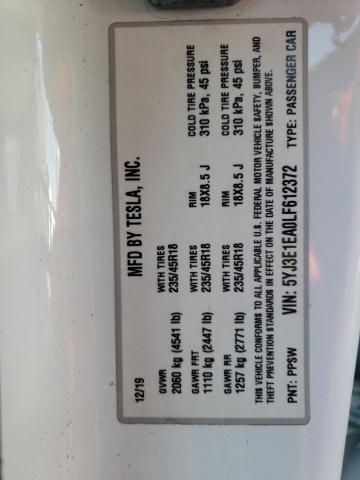 MFD BY TESLA, INC.
12/19
GVWR WITH TIRES
2060 kg (4541 lb) 235/45R18
GAWR FRT WITH TIRES RIM COLD TIRE PRESSURE
1110 kg (2447 lb) 235/45R18 18X8.5 J 310 kPa, 45 psi
GAWR RR WITH TIRES RIM COLD TIRE PRESSURE
1257 kg (2771 lb) 235/45R18 18X8.5 J 310 kPa, 45 psi
THIS VEHICLE CONFORMS TO ALL APPLICABLE U.S. FEDERAL MOTOR VEHICLE SAFETY, BUMPER, AND
THEFT PREVENTION STANDARDS IN EFFECT ON THE DATE OF MANUFACTURE SHOWN ABOVE.
PNT: PPSW VIN: 5YJ3E1EA0LF612372 TYPE: PASSENGER CAR